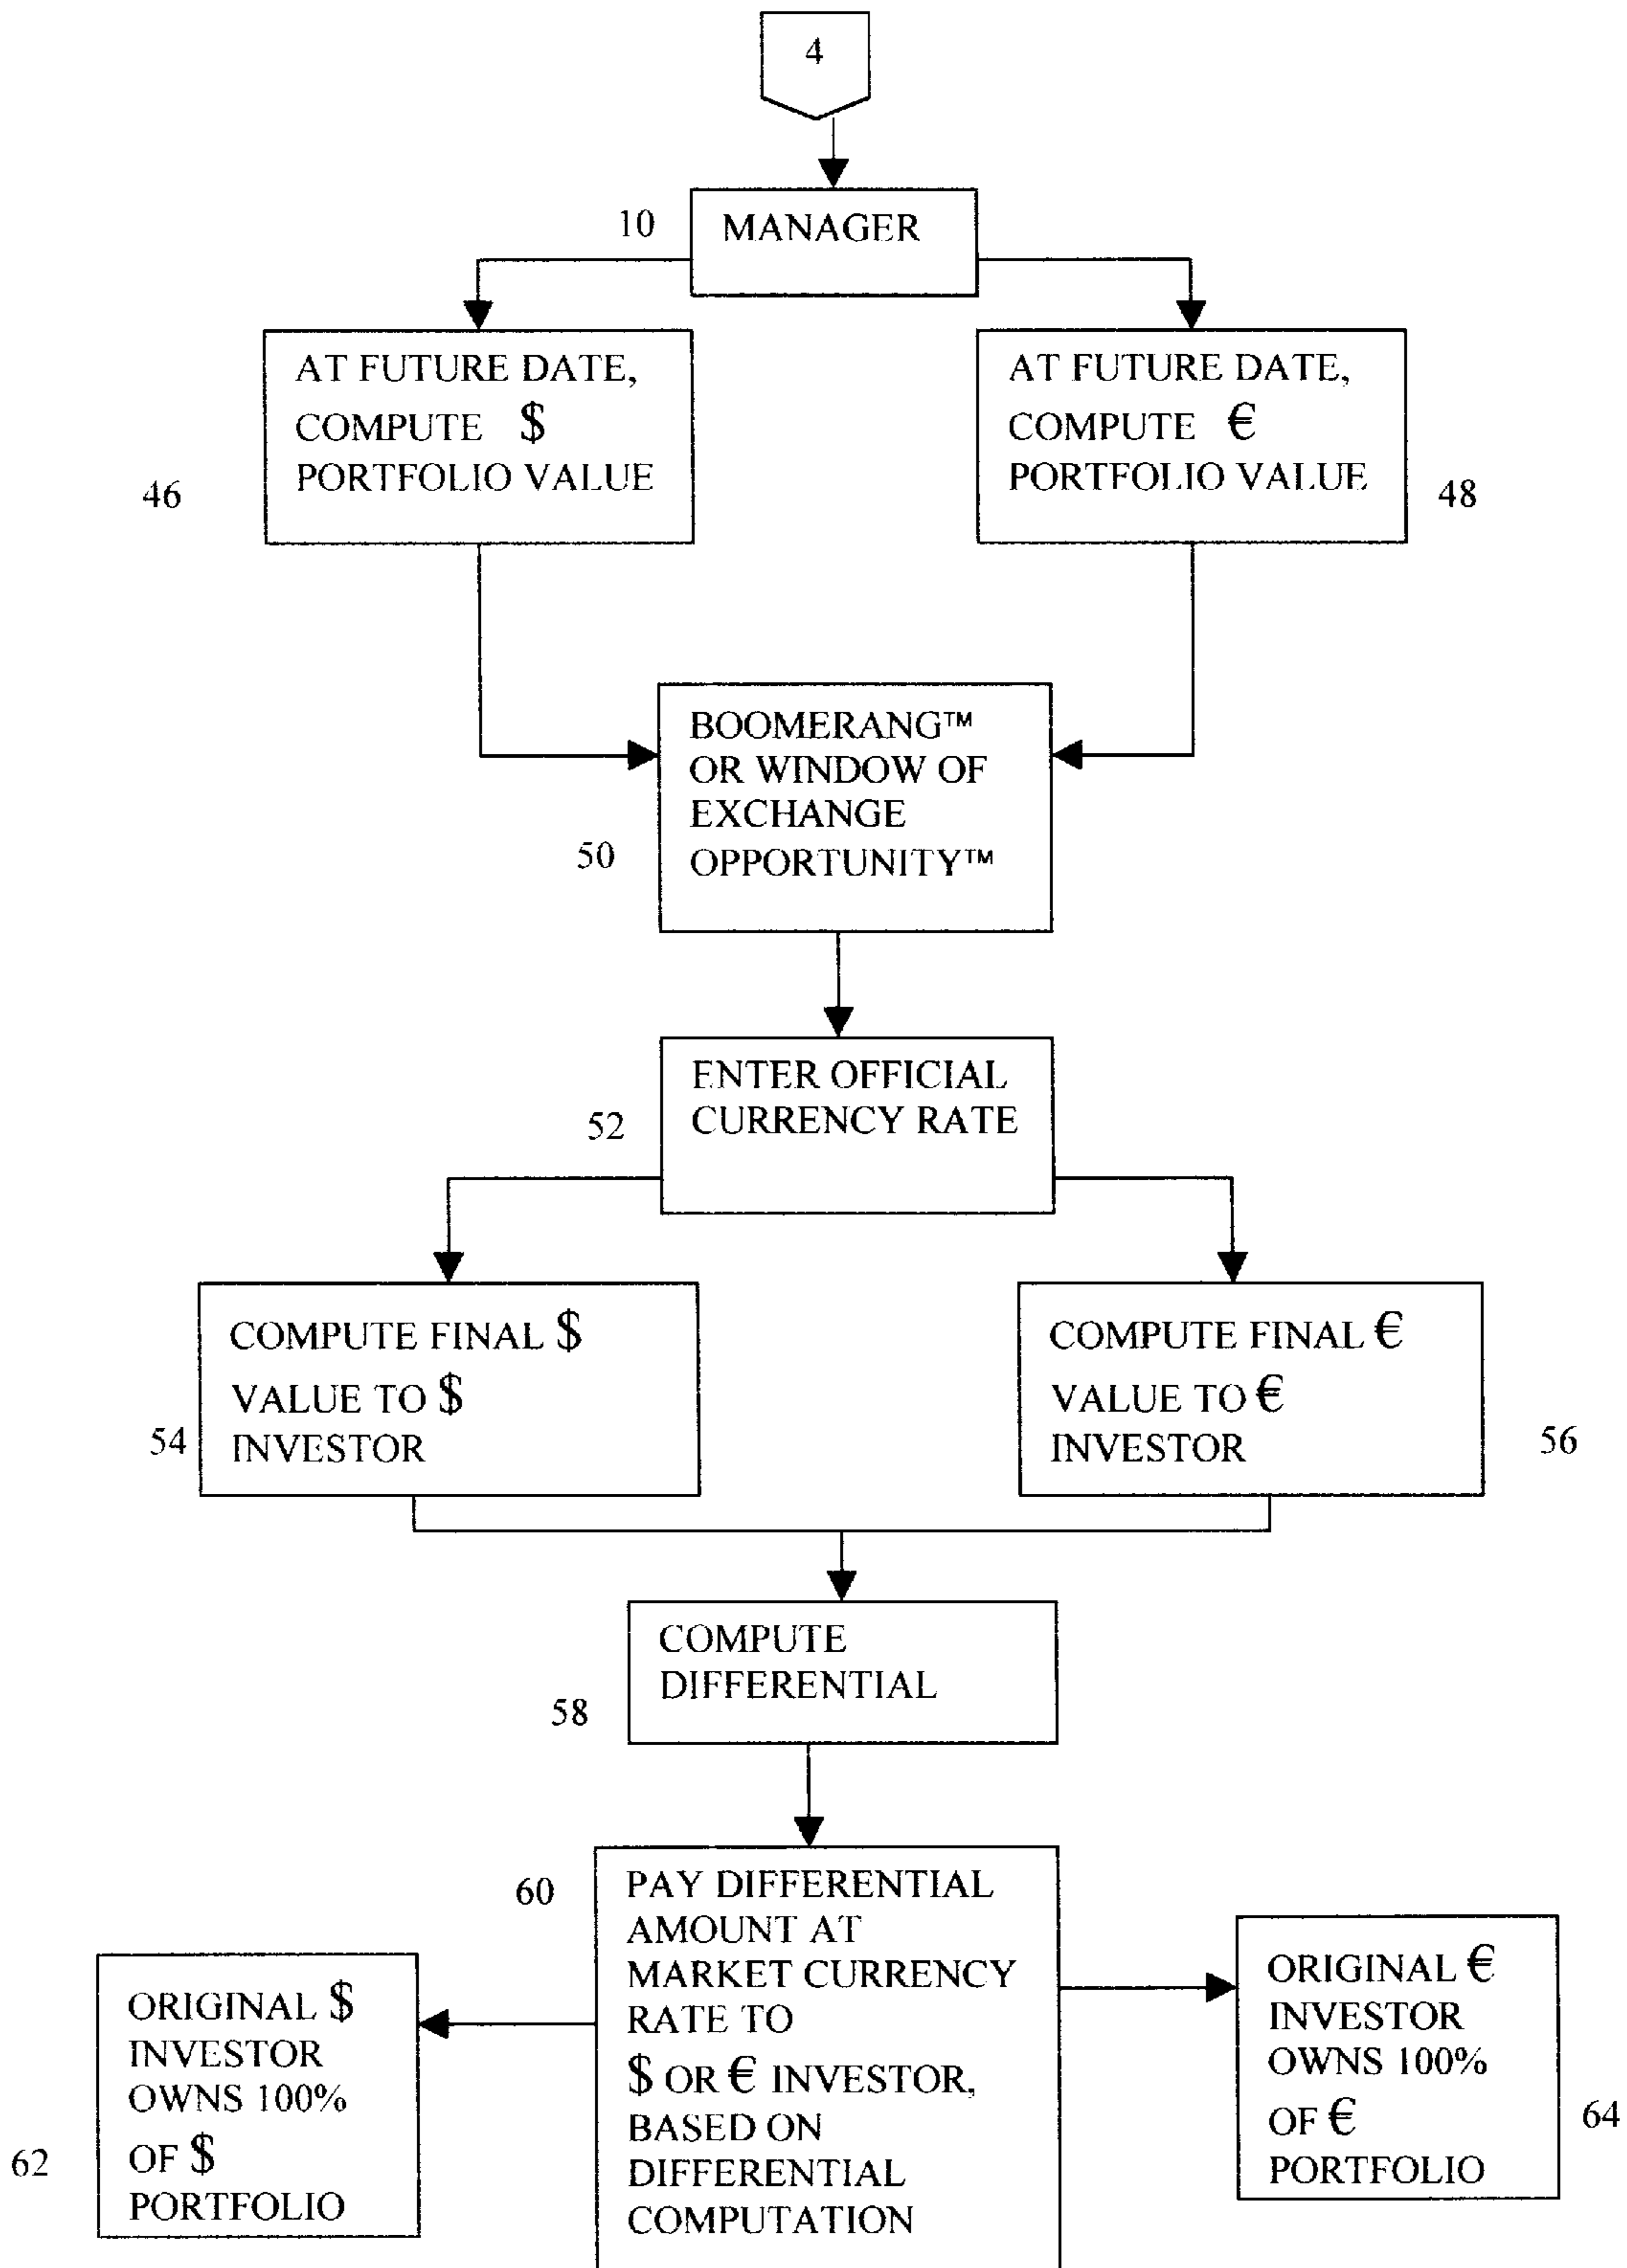 4
10
MANAGER
AT FUTURE DATE,
COMPUTE $
PORTFOLIO VALUE
46
AT FUTURE DATE,
COMPUTE €
PORTFOLIO VALUE
48
BOOMERANG™
OR WINDOW OF
EXCHANGE
OPPORTUNITY™
50
ENTER OFFICIAL
CURRENCY RATE
52
COMPUTE FINAL $
VALUE TO $
INVESTOR
54
COMPUTE FINAL €
VALUE TO €
INVESTOR
56
COMPUTE
DIFFERENTIAL
58
60
PAY DIFFERENTIAL
AMOUNT AT
MARKET CURRENCY
RATE TO
$ OR € INVESTOR,
BASED ON
DIFFERENTIAL
COMPUTATION
ORIGINAL $
INVESTOR
OWNS 100%
OF $
PORTFOLIO
62
ORIGINAL €
INVESTOR
OWNS 100%
OF €
PORTFOLIO
64